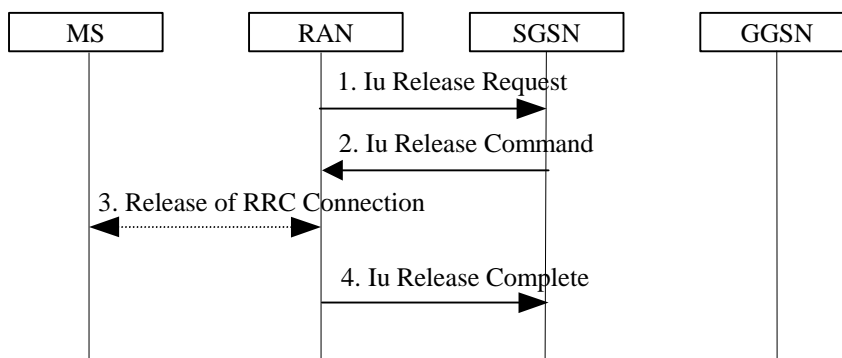 MS RAN SGSN GGSN
1. Iu Release Request
2. Iu Release Command
3. Release of RRC Connection
4. Iu Release Complete